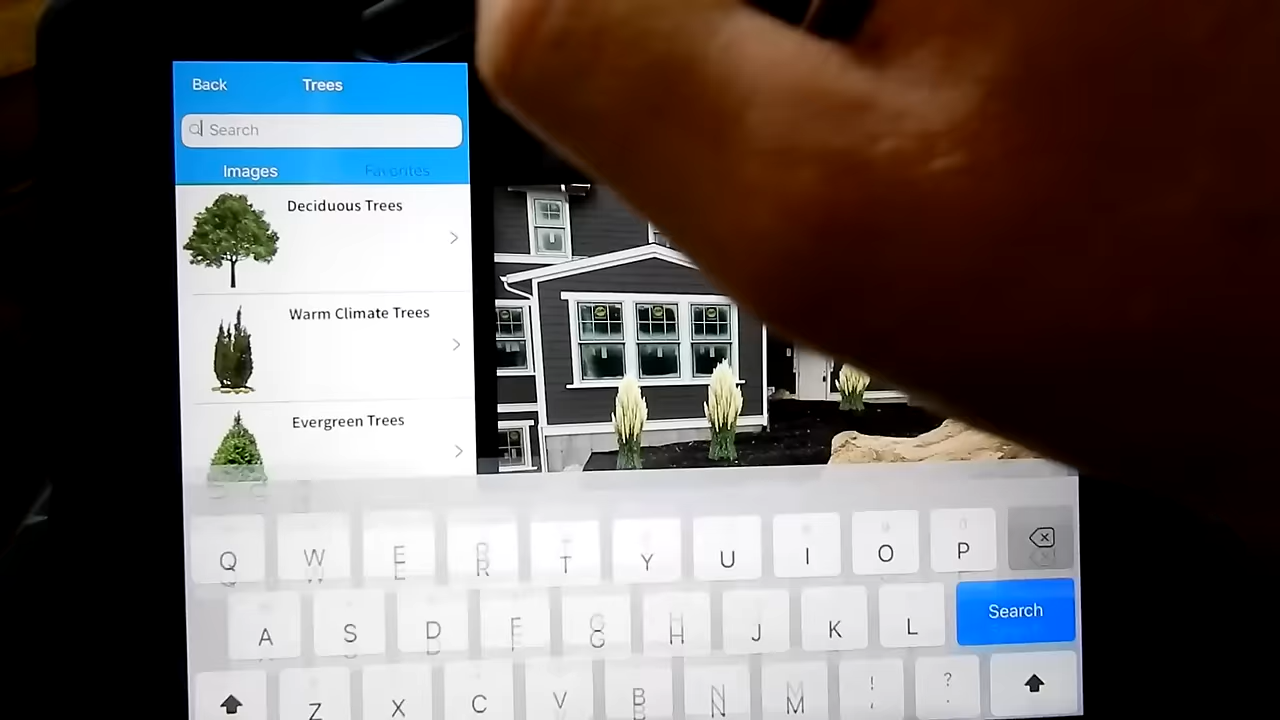 Back Trees
Search
Images Favorites
Deciduous Trees
Warm Climate Trees
Evergreen Trees
Q W E R T Y U I O P
A S D F G H J K L Search
Z X C V B N M ! , ? .